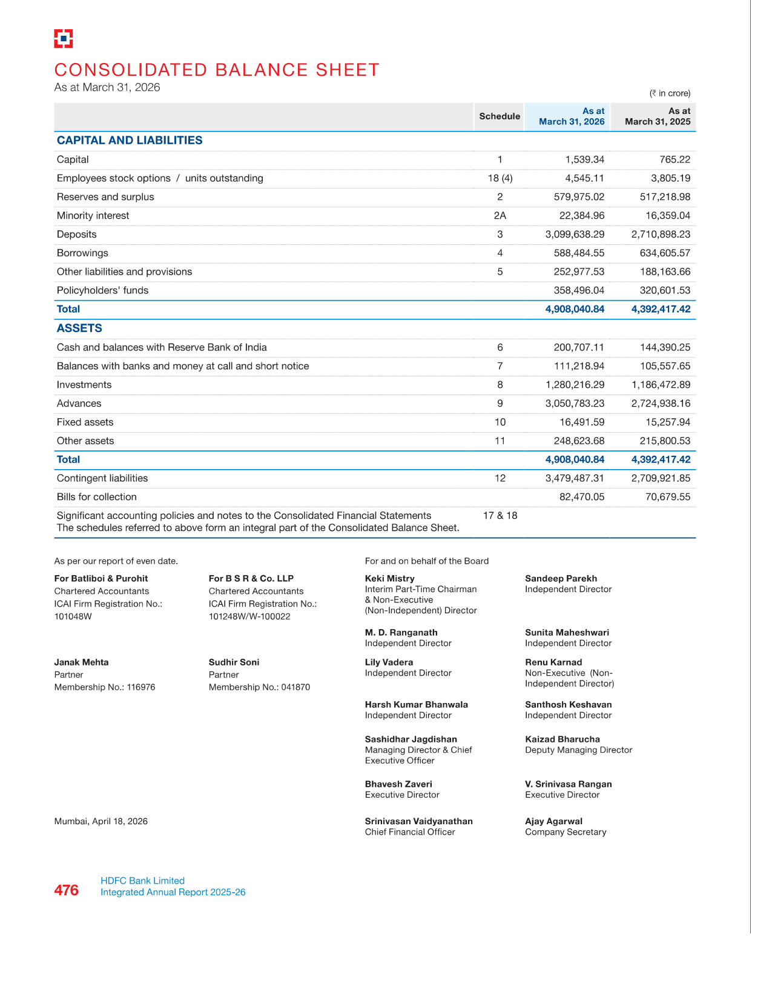 CONSOLIDATED BALANCE SHEET
As at March 31, 2026
(₹ in crore)
Schedule As at March 31, 2026 As at March 31, 2025
CAPITAL AND LIABILITIES
Capital 1 1,539.34 765.22
Employees stock options / units outstanding 18 (4) 4,545.11 3,805.19
Reserves and surplus 2 579,975.02 517,218.98
Minority interest 2A 22,384.96 16,359.04
Deposits 3 3,099,638.29 2,710,898.23
Borrowings 4 588,484.55 634,605.57
Other liabilities and provisions 5 252,977.53 188,163.66
Policyholders' funds 358,496.04 320,601.53
Total 4,908,040.84 4,392,417.42
ASSETS
Cash and balances with Reserve Bank of India 6 200,707.11 144,390.25
Balances with banks and money at call and short notice 7 111,218.94 105,557.65
Investments 8 1,280,216.29 1,186,472.89
Advances 9 3,050,783.23 2,724,938.16
Fixed assets 10 16,491.59 15,257.94
Other assets 11 248,623.68 215,800.53
Total 4,908,040.84 4,392,417.42
Contingent liabilities 12 3,479,487.31 2,709,921.85
Bills for collection 82,470.05 70,679.55
Significant accounting policies and notes to the Consolidated Financial Statements 17 & 18
The schedules referred to above form an integral part of the Consolidated Balance Sheet.
As per our report of even date.
For Batliboi & Purohit
Chartered Accountants
ICAI Firm Registration No.:
101048W
For B S R & Co. LLP
Chartered Accountants
ICAI Firm Registration No.:
101248W/W-100022
Janak Mehta
Partner
Membership No.: 116976
Sudhir Soni
Partner
Membership No.: 041870
For and on behalf of the Board
Keki Mistry
Interim Part-Time Chairman
& Non-Executive
(Non-Independent) Director
Sandeep Parekh
Independent Director
M. D. Ranganath
Independent Director
Sunita Maheshwari
Independent Director
Lily Vadera
Independent Director
Renu Karnad
Non-Executive (Non-
Independent Director)
Harsh Kumar Bhanwala
Independent Director
Santhosh Keshavan
Independent Director
Sashidhar Jagdishan
Managing Director & Chief
Executive Officer
Kaizad Bharucha
Deputy Managing Director
Bhavesh Zaveri
Executive Director
V. Srinivasa Rangan
Executive Director
Mumbai, April 18, 2026
Srinivasan Vaidyanathan
Chief Financial Officer
Ajay Agarwal
Company Secretary
476
HDFC Bank Limited
Integrated Annual Report 2025-26